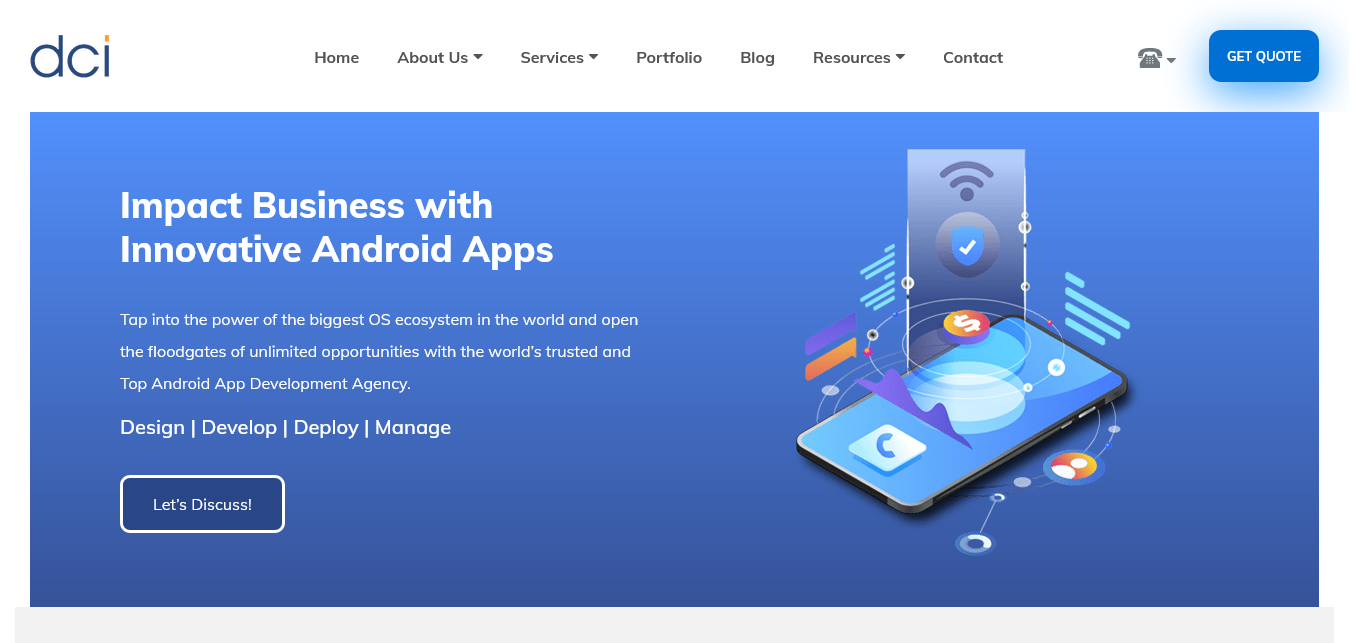 dci
Home About Us Services Portfolio Blog Resources Contact GET QUOTE
Impact Business with
Innovative Android Apps
Tap into the power of the biggest OS ecosystem in the world and open
the floodgates of unlimited opportunities with the world’s trusted and
Top Android App Development Agency.
Design | Develop | Deploy | Manage
Let’s Discuss!